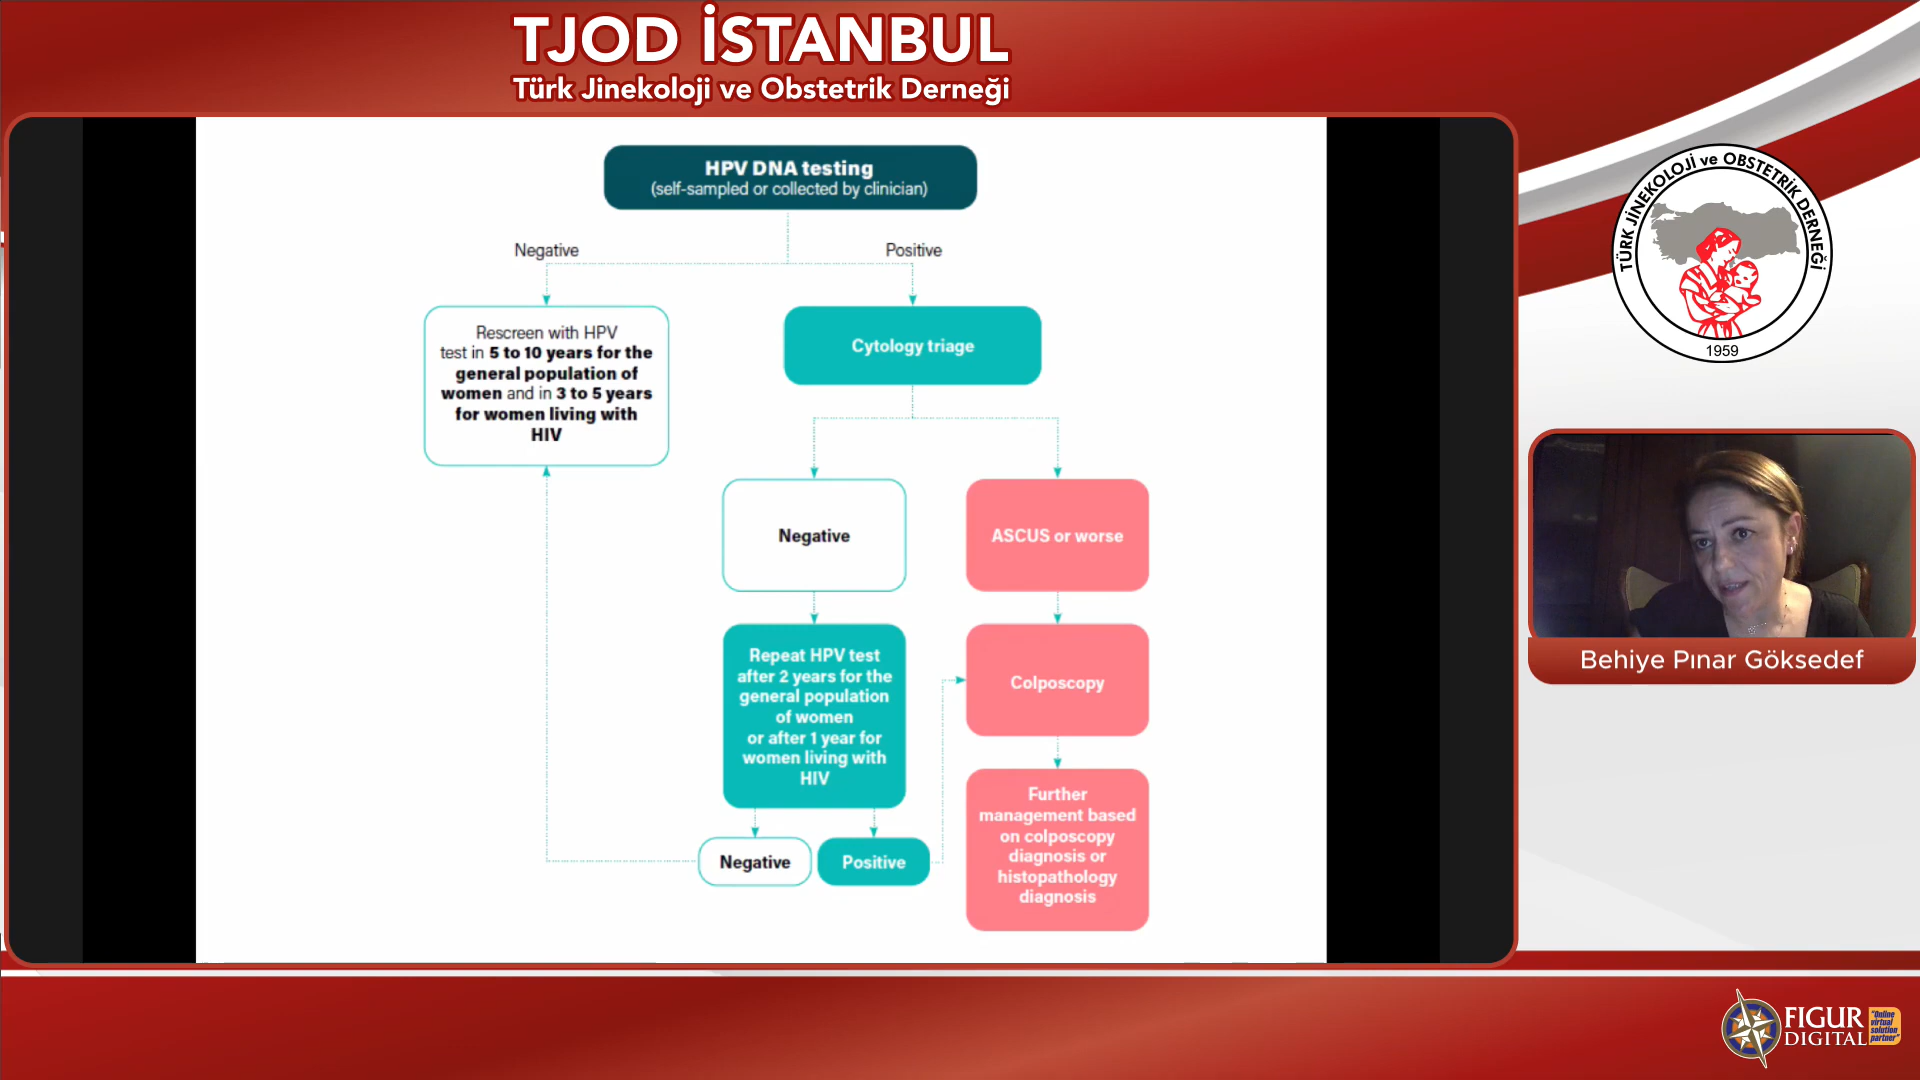 TJOD İSTANBUL
Türk Jinekoloji ve Obstetrik Derneği
HPV DNA testing
(self-sampled or collected by clinician)
Negative
Positive
Rescreen with HPV
test in 5 to 10 years for the
general population of
women and in 3 to 5 years
for women living with
HIV
Cytology triage
Negative
ASCUS or worse
Repeat HPV test
after 2 years for the
general population
of women
or after 1 year for
women living with
HIV
Colposcopy
Negative
Positive
Further
management based
on colposcopy
diagnosis or
histopathology
diagnosis
TÜRK JİNEKOLOJİ ve OBSTETRİK DERNEĞİ
1959
Behiye Pınar Göksedef
FIGUR
DIGITAL
"Online
virtual
solution
partner"